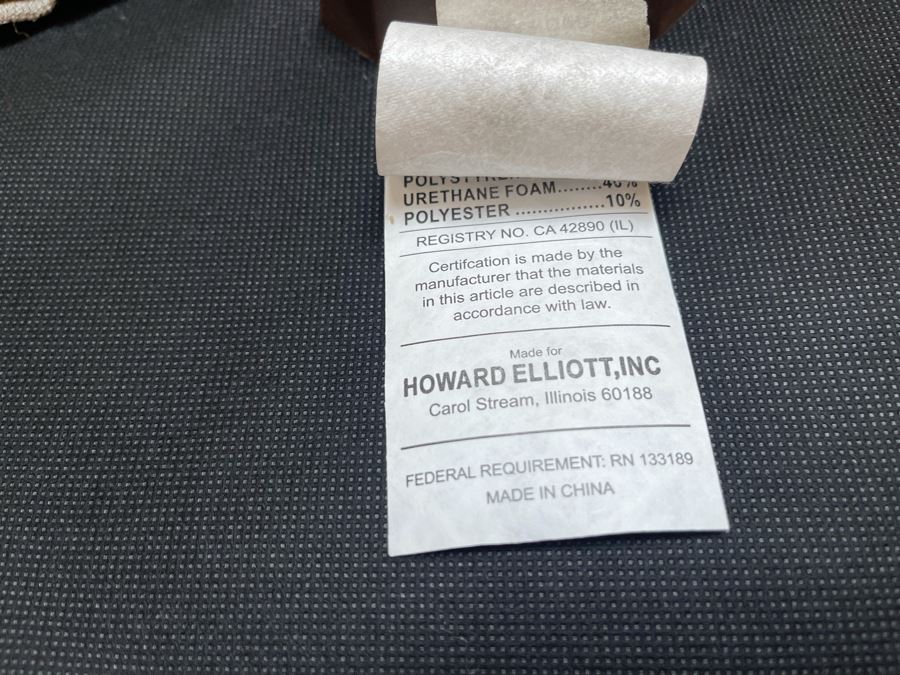 URETHANE FOAM........40%
POLYESTER ................10%
REGISTRY NO. CA 42890 (IL)
Certifcation is made by the
manufacturer that the materials
in this article are described in
accordance with law.
Made for
HOWARD ELLIOTT,INC
Carol Stream, Illinois 60188
FEDERAL REQUIREMENT: RN 133189
MADE IN CHINA